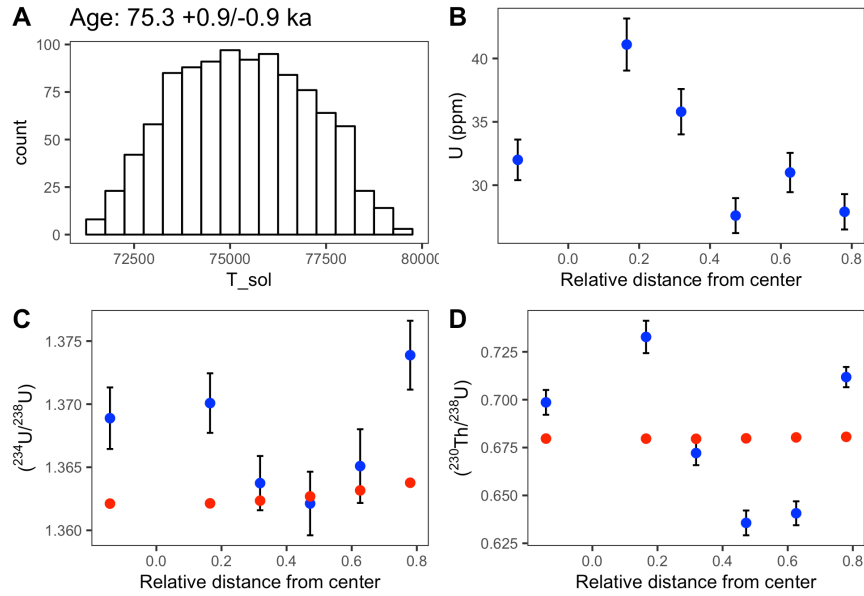 A
Age: 75.3 +0.9/-0.9 ka
100
75
50
25
0
count
72500
75000
77500
80000
T_sol
B
40
35
30
U (ppm)
0.0
0.2
0.4
0.6
0.8
Relative distance from center
C
1.375
1.370
1.365
1.360
(²³⁴U/²³⁸U)
0.0
0.2
0.4
0.6
0.8
Relative distance from center
D
0.725
0.700
0.675
0.650
0.625
(²³⁰Th/²³⁸U)
0.0
0.2
0.4
0.6
0.8
Relative distance from center